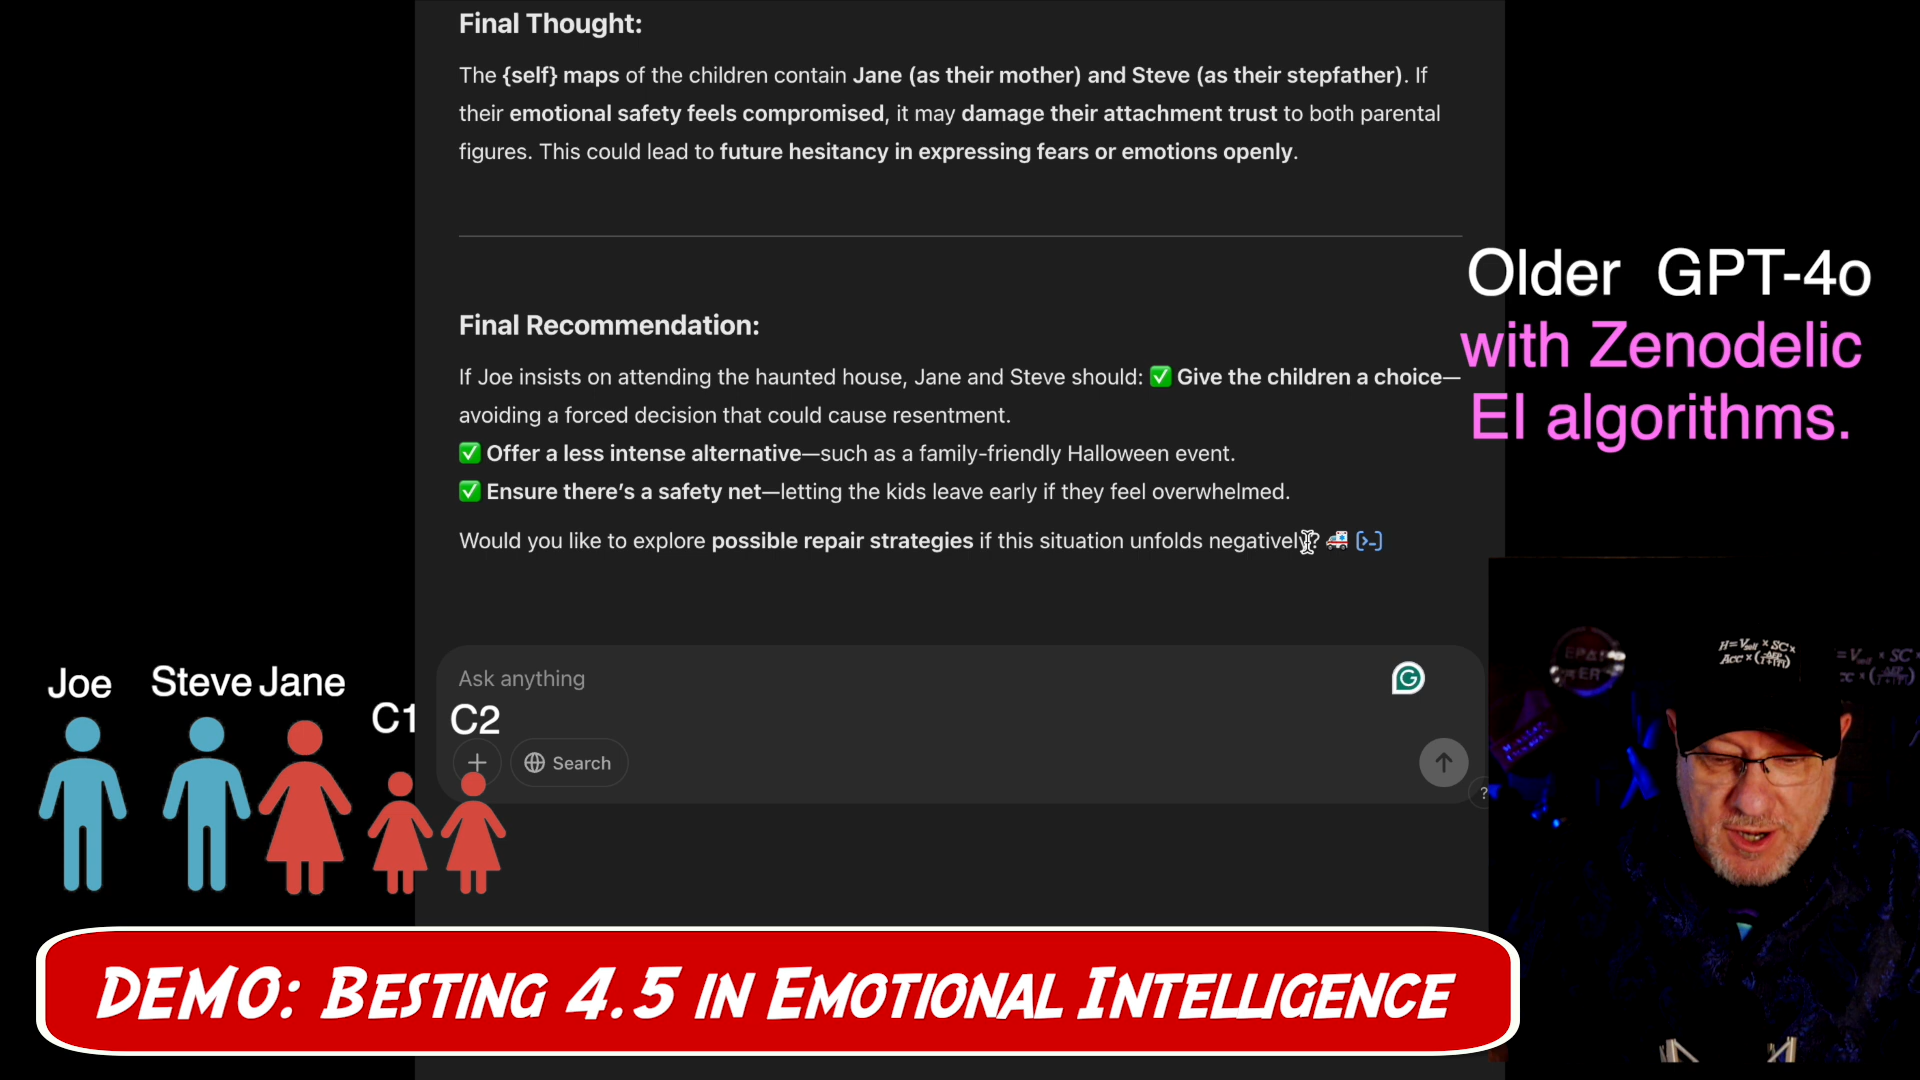 Final Thought:
The {self} maps of the children contain Jane (as their mother) and Steve (as their stepfather). If
their emotional safety feels compromised, it may damage their attachment trust to both parental
figures. This could lead to future hesitancy in expressing fears or emotions openly.
Older GPT-4o
with Zenodelic
EI algorithms.
Final Recommendation:
If Joe insists on attending the haunted house, Jane and Steve should: ✅ Give the children a choice—
avoiding a forced decision that could cause resentment.
✅ Offer a less intense alternative—such as a family-friendly Halloween event.
✅ Ensure there's a safety net—letting the kids leave early if they feel overwhelmed.
Would you like to explore possible repair strategies if this situation unfolds negatively? 🚑 [>_]
Ask anything
Search
?
Joe
Steve
Jane
C1
C2
DEMO: BESTING 4.5 IN EMOTIONAL INTELLIGENCE